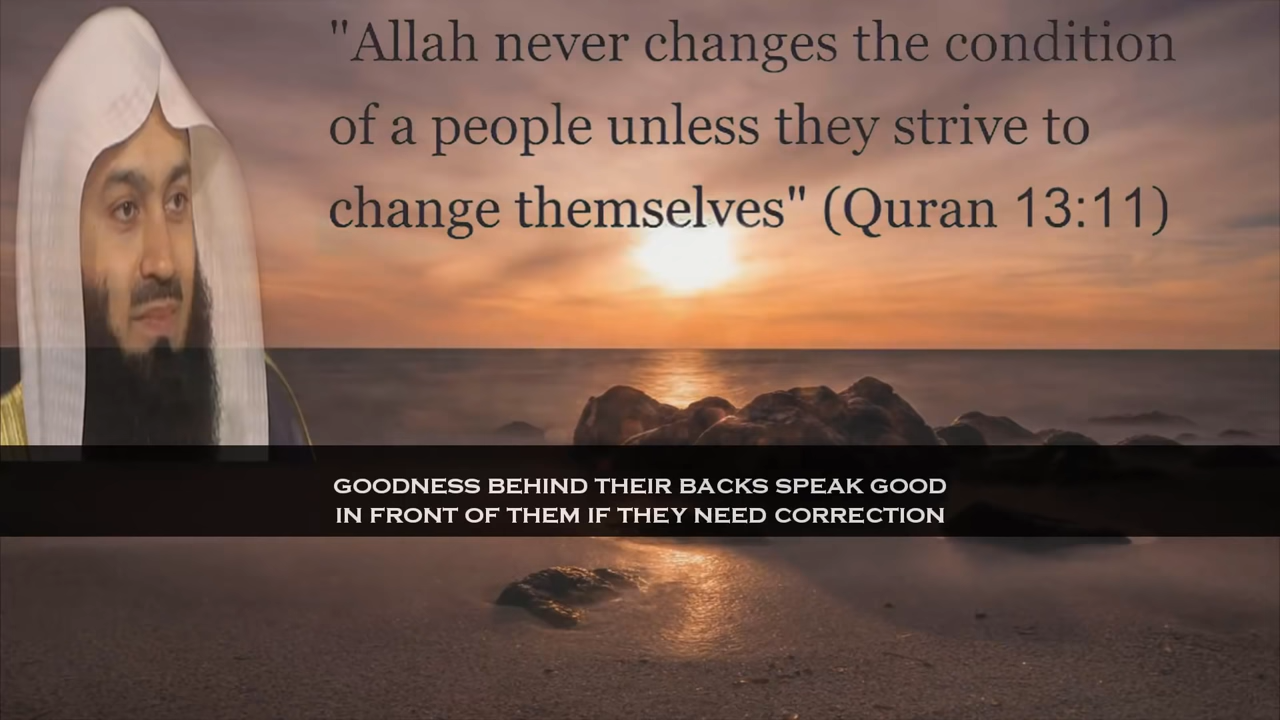 "Allah never changes the condition
of a people unless they strive to
change themselves" (Quran 13:11)
GOODNESS BEHIND THEIR BACKS SPEAK GOOD
IN FRONT OF THEM IF THEY NEED CORRECTION